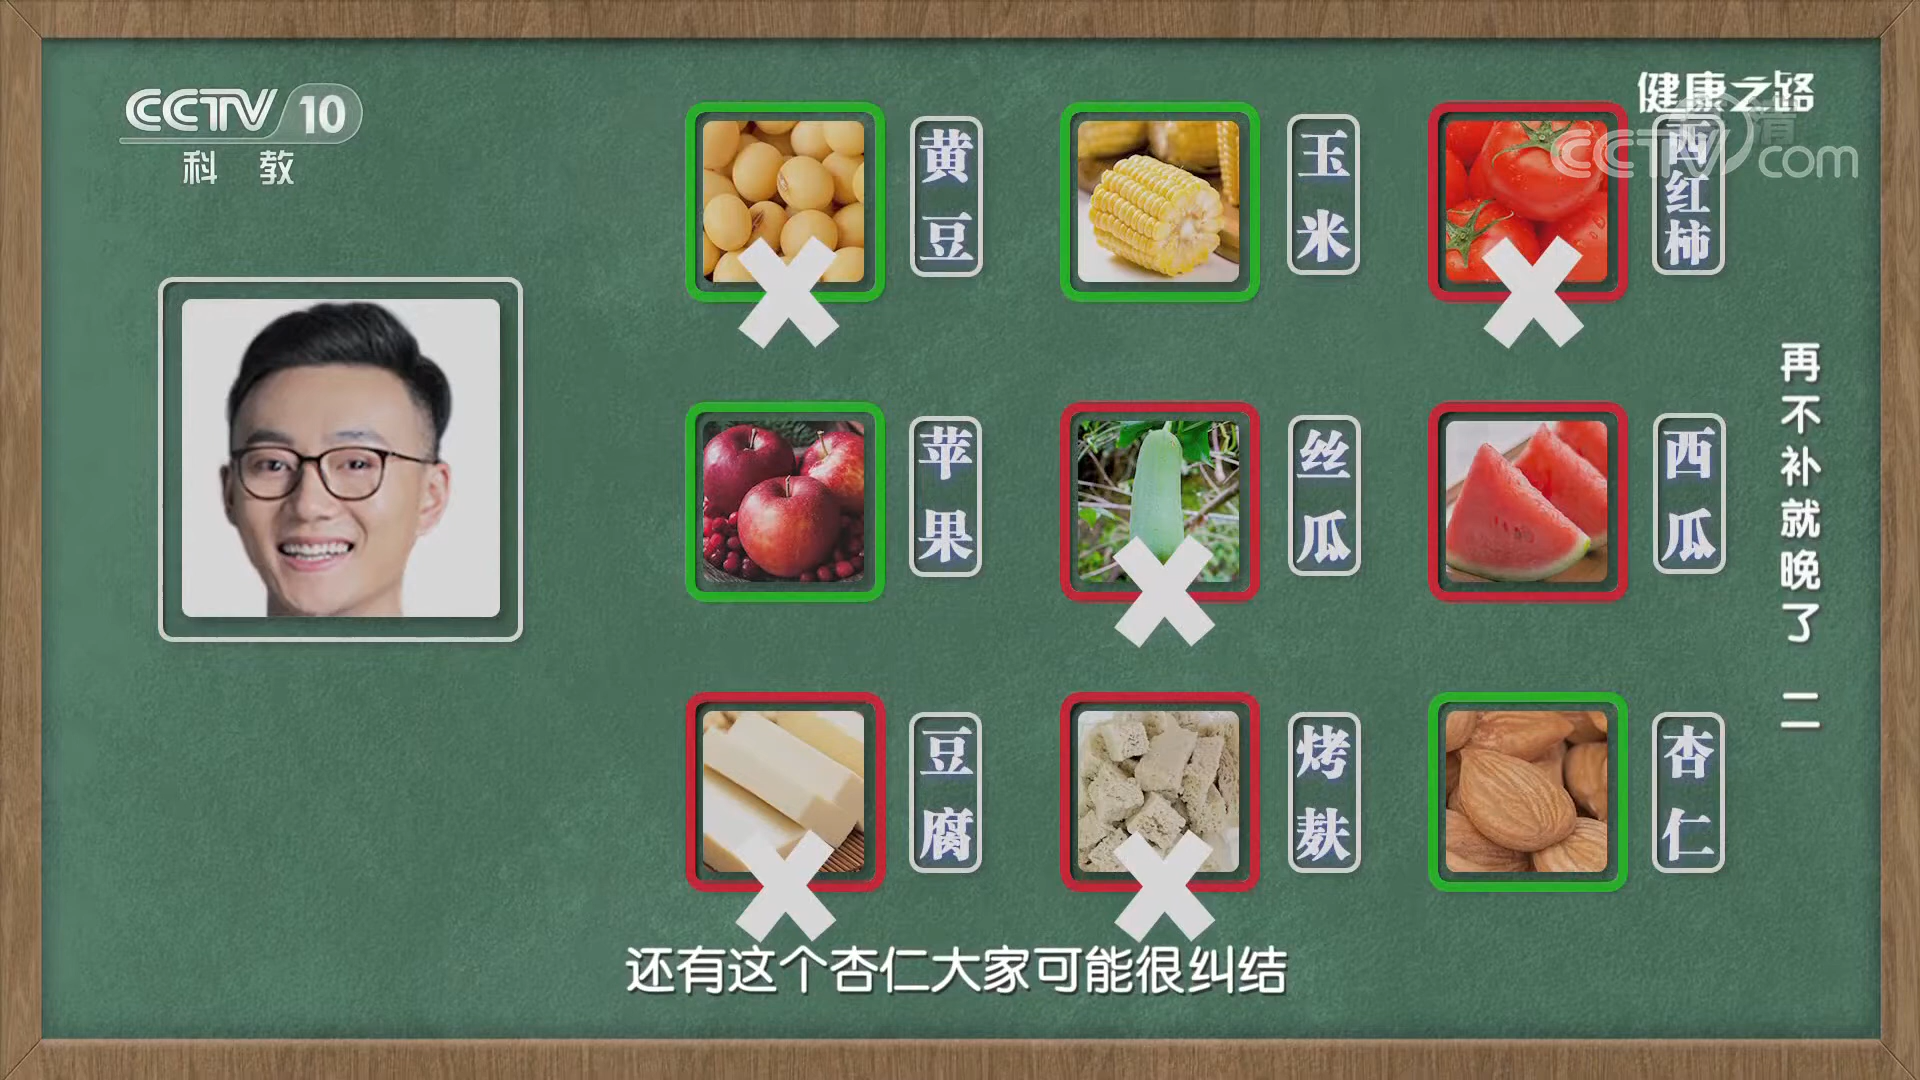 CCTV 10
科 教
健康之路
CCTV.com
高清
黄豆
玉米
西红柿
苹果
丝瓜
西瓜
豆腐
烤麸
杏仁
再不补就晚了 二
还有这个杏仁大家可能很纠结